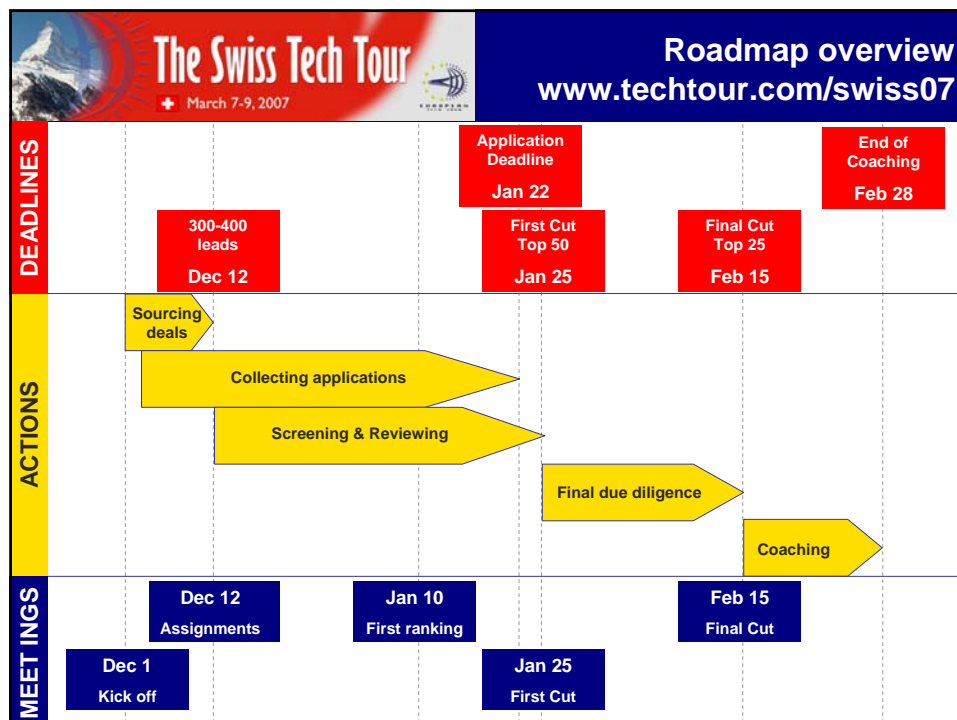 The Swiss Tech Tour
March 7-9, 2007
EUROPEAN
TECH TOUR
Roadmap overview
www.techtour.com/swiss07
DEADLINES
Application
Deadline
Jan 22
End of
Coaching
Feb 28
300-400
leads
Dec 12
First Cut
Top 50
Jan 25
Final Cut
Top 25
Feb 15
ACTIONS
Sourcing
deals
Collecting applications
Screening & Reviewing
Final due diligence
Coaching
MEET INGS
Dec 12
Assignments
Jan 10
First ranking
Feb 15
Final Cut
Dec 1
Kick off
Jan 25
First Cut